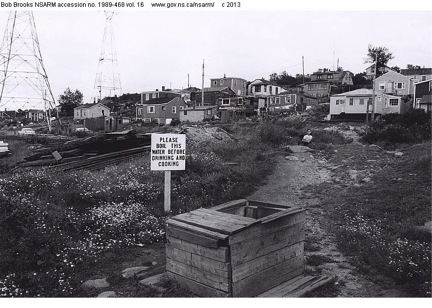 Bob Brooks NSARM accession no. 1989-468 vol. 16 www.gov.ns.ca/nsarm/ c 2013
PLEASE
BOIL THIS
WATER BEFORE
DRINKING AND
COOKING